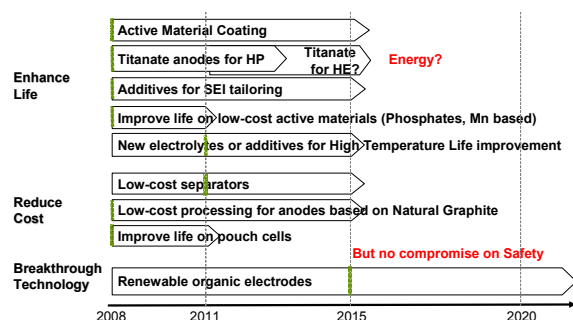 Active Material Coating
Titanate anodes for HP
Titanate
for HE?
Energy?
Enhance
Life
Additives for SEI tailoring
Improve life on low-cost active materials (Phosphates, Mn based)
New electrolytes or additives for High Temperature Life improvement
Low-cost separators
Reduce
Cost
Low-cost processing for anodes based on Natural Graphite
Improve life on pouch cells
But no compromise on Safety
Breakthrough
Technology
Renewable organic electrodes
2008 2011 2015 2020